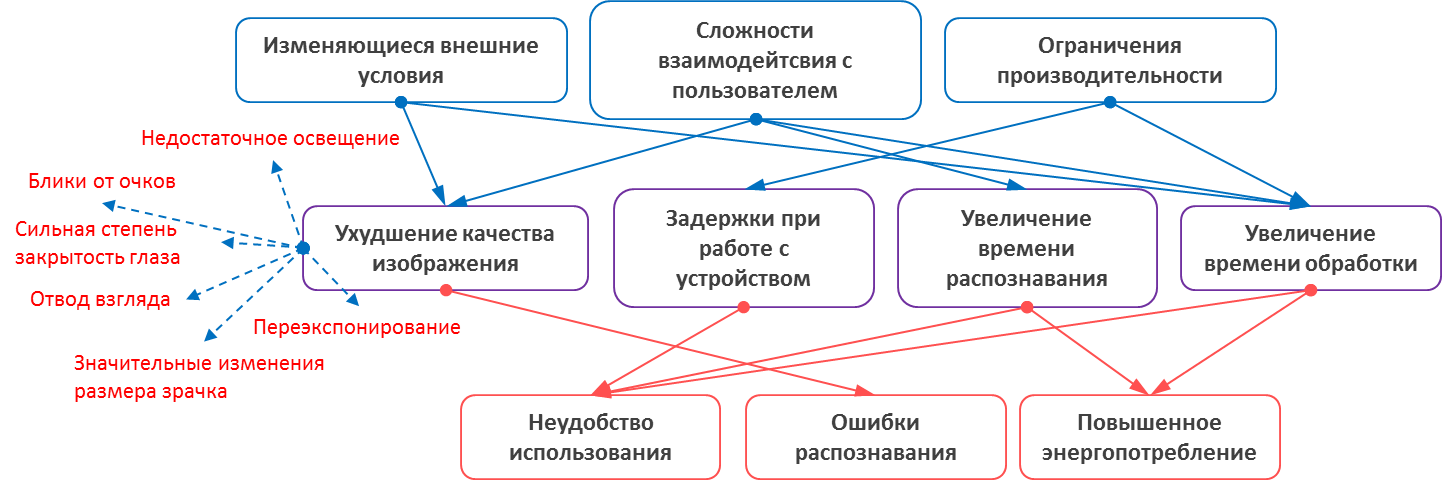 Изменяющиеся внешние
условия
Сложности
взаимодейтсвия с
пользователем
Ограничения
производительности
Недостаточное освещение
Блики от очков
Сильная степень
закрытость глаза
Отвод взгляда
Значительные изменения
размера зрачка
Переэкспонирование
Ухудшение качества
изображения
Задержки при
работе с
устройством
Увеличение
времени
распознавания
Увеличение
времени обработки
Неудобство
использования
Ошибки
распознавания
Повышенное
энергопотребление